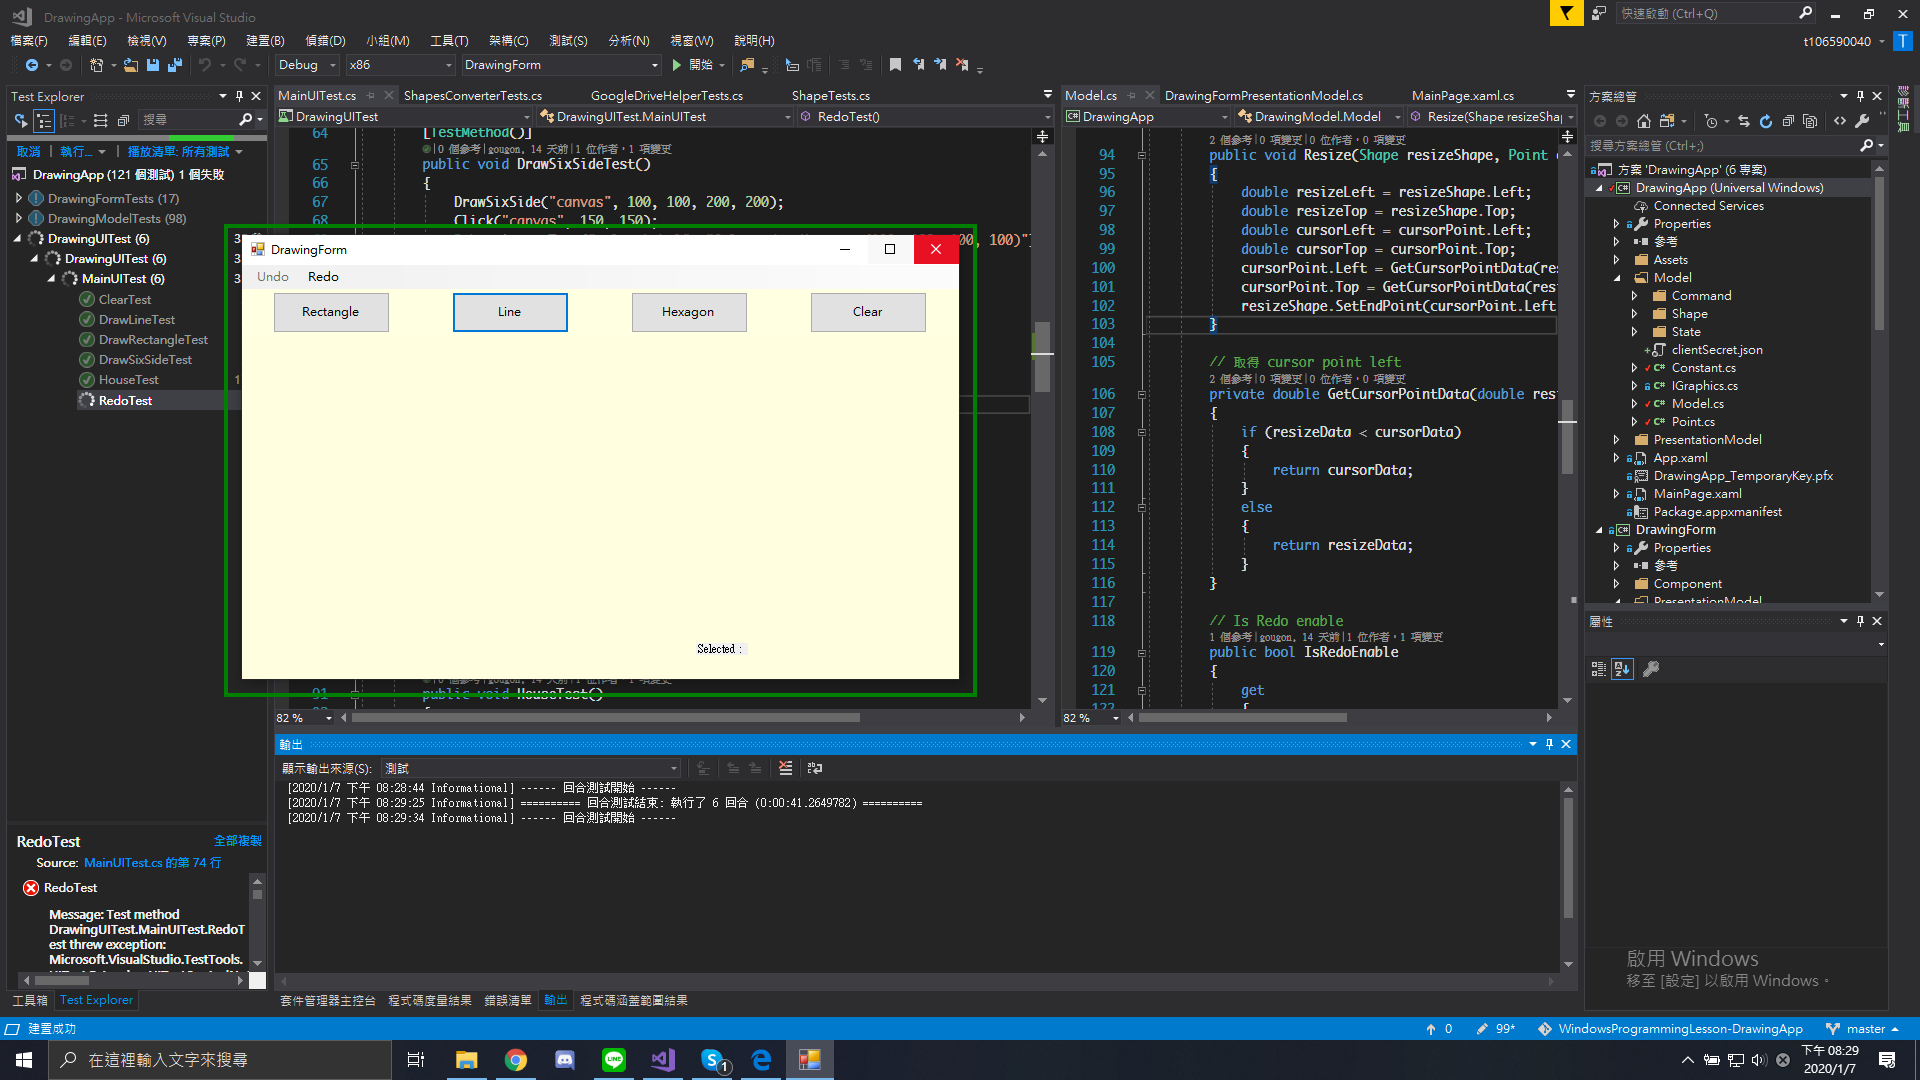 DrawingApp - Microsoft Visual Studio
快速啟動 (Ctrl+Q)
檔案(F) 編輯(E) 檢視(V) 專案(P) 建置(B) 偵錯(D) 小組(M) 工具(T) 架構(C) 測試(S) 分析(N) 視窗(W) 說明(H)
t106590040 T
Debug x86 DrawingForm 開始
Test Explorer
搜尋
取消 執行... 播放清單: 所有測試
DrawingApp (121 個測試) 1 個失敗
DrawingFormTests (17)
DrawingModelTests (98)
DrawingUITest (6)
DrawingUITest (6)
MainUITest (6)
ClearTest
DrawLineTest
DrawRectangleTest
DrawSixSideTest
HouseTest
RedoTest
RedoTest 全部複製
Source: MainUITest.cs 的第 74 行
RedoTest
Message: Test method
DrawingUITest.MainUITest.RedoT
est threw exception:
Microsoft.VisualStudio.TestTools.
工具箱 Test Explorer
MainUITest.cs ShapesConverterTests.cs GoogleDriveHelperTests.cs ShapeTests.cs
DrawingUITest DrawingUITest.MainUITest RedoTest()
64 [TestMethod()]
0 個參考|gougon, 14 天前|1 位作者, 1 項變更
65 public void DrawSixSideTest()
66 {
67 DrawSixSide("canvas", 100, 100, 200, 200);
68 Click("canvas", 150, 150);
100)"
DrawingForm
Undo Redo
Rectangle Line Hexagon Clear
Selected :
91 public void HouseTest()
82 %
Model.cs DrawingFormPresentationModel.cs MainPage.xaml.cs
DrawingApp DrawingModel.Model Resize(Shape resizeSha
2 個參考|0 項變更|0 位作者, 0 項變更
94 public void Resize(Shape resizeShape, Point
95 {
96 double resizeLeft = resizeShape.Left;
97 double resizeTop = resizeShape.Top;
98 double cursorLeft = cursorPoint.Left;
99 double cursorTop = cursorPoint.Top;
100 cursorPoint.Left = GetCursorPointData(res
101 cursorPoint.Top = GetCursorPointData(resi
102 resizeShape.SetEndPoint(cursorPoint.Left
103 }
104
105 // 取得 cursor point left
2 個參考|0 項變更|0 位作者, 0 項變更
106 private double GetCursorPointData(double res
107 {
108 if (resizeData < cursorData)
109 {
110 return cursorData;
111 }
112 else
113 {
114 return resizeData;
115 }
116 }
117
118 // Is Redo enable
1 個參考|gougon, 14 天前|1 位作者, 1 項變更
119 public bool IsRedoEnable
120 {
121 get
122 {
82 %
輸出
顯示輸出來源(S): 測試
[2020/1/7 下午 08:28:44 Informational] ------ 回合測試開始 ------
[2020/1/7 下午 08:29:25 Informational] ========== 回合測試結束: 執行了 6 回合 (0:00:41.2649782) ==========
[2020/1/7 下午 08:29:34 Informational] ------ 回合測試開始 ------
套件管理器主控台 程式碼度量結果 錯誤清單 輸出 程式碼涵蓋範圍結果
方案總管
搜尋方案總管 (Ctrl+;)
方案 'DrawingApp' (6 專案)
DrawingApp (Universal Windows)
Connected Services
Properties
參考
Assets
Model
Command
Shape
State
clientSecret.json
Constant.cs
IGraphics.cs
Model.cs
Point.cs
PresentationModel
App.xaml
DrawingApp_TemporaryKey.pfx
MainPage.xaml
Package.appxmanifest
DrawingForm
Properties
參考
Component
PresentationModel
屬性
診斷工具
啟用 Windows
移至 [設定] 以啟用 Windows。
建置成功
0 99* WindowsProgrammingLesson-DrawingApp master
在這裡輸入文字來搜尋
下午 08:29
2020/1/7